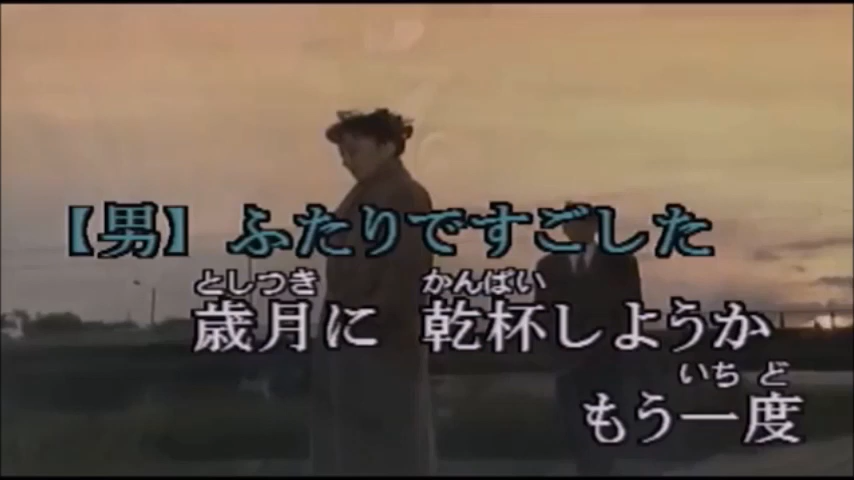 【男】ふたりですごした
としつき かんぱい
歳月に 乾杯しようか
いちど
もう一度